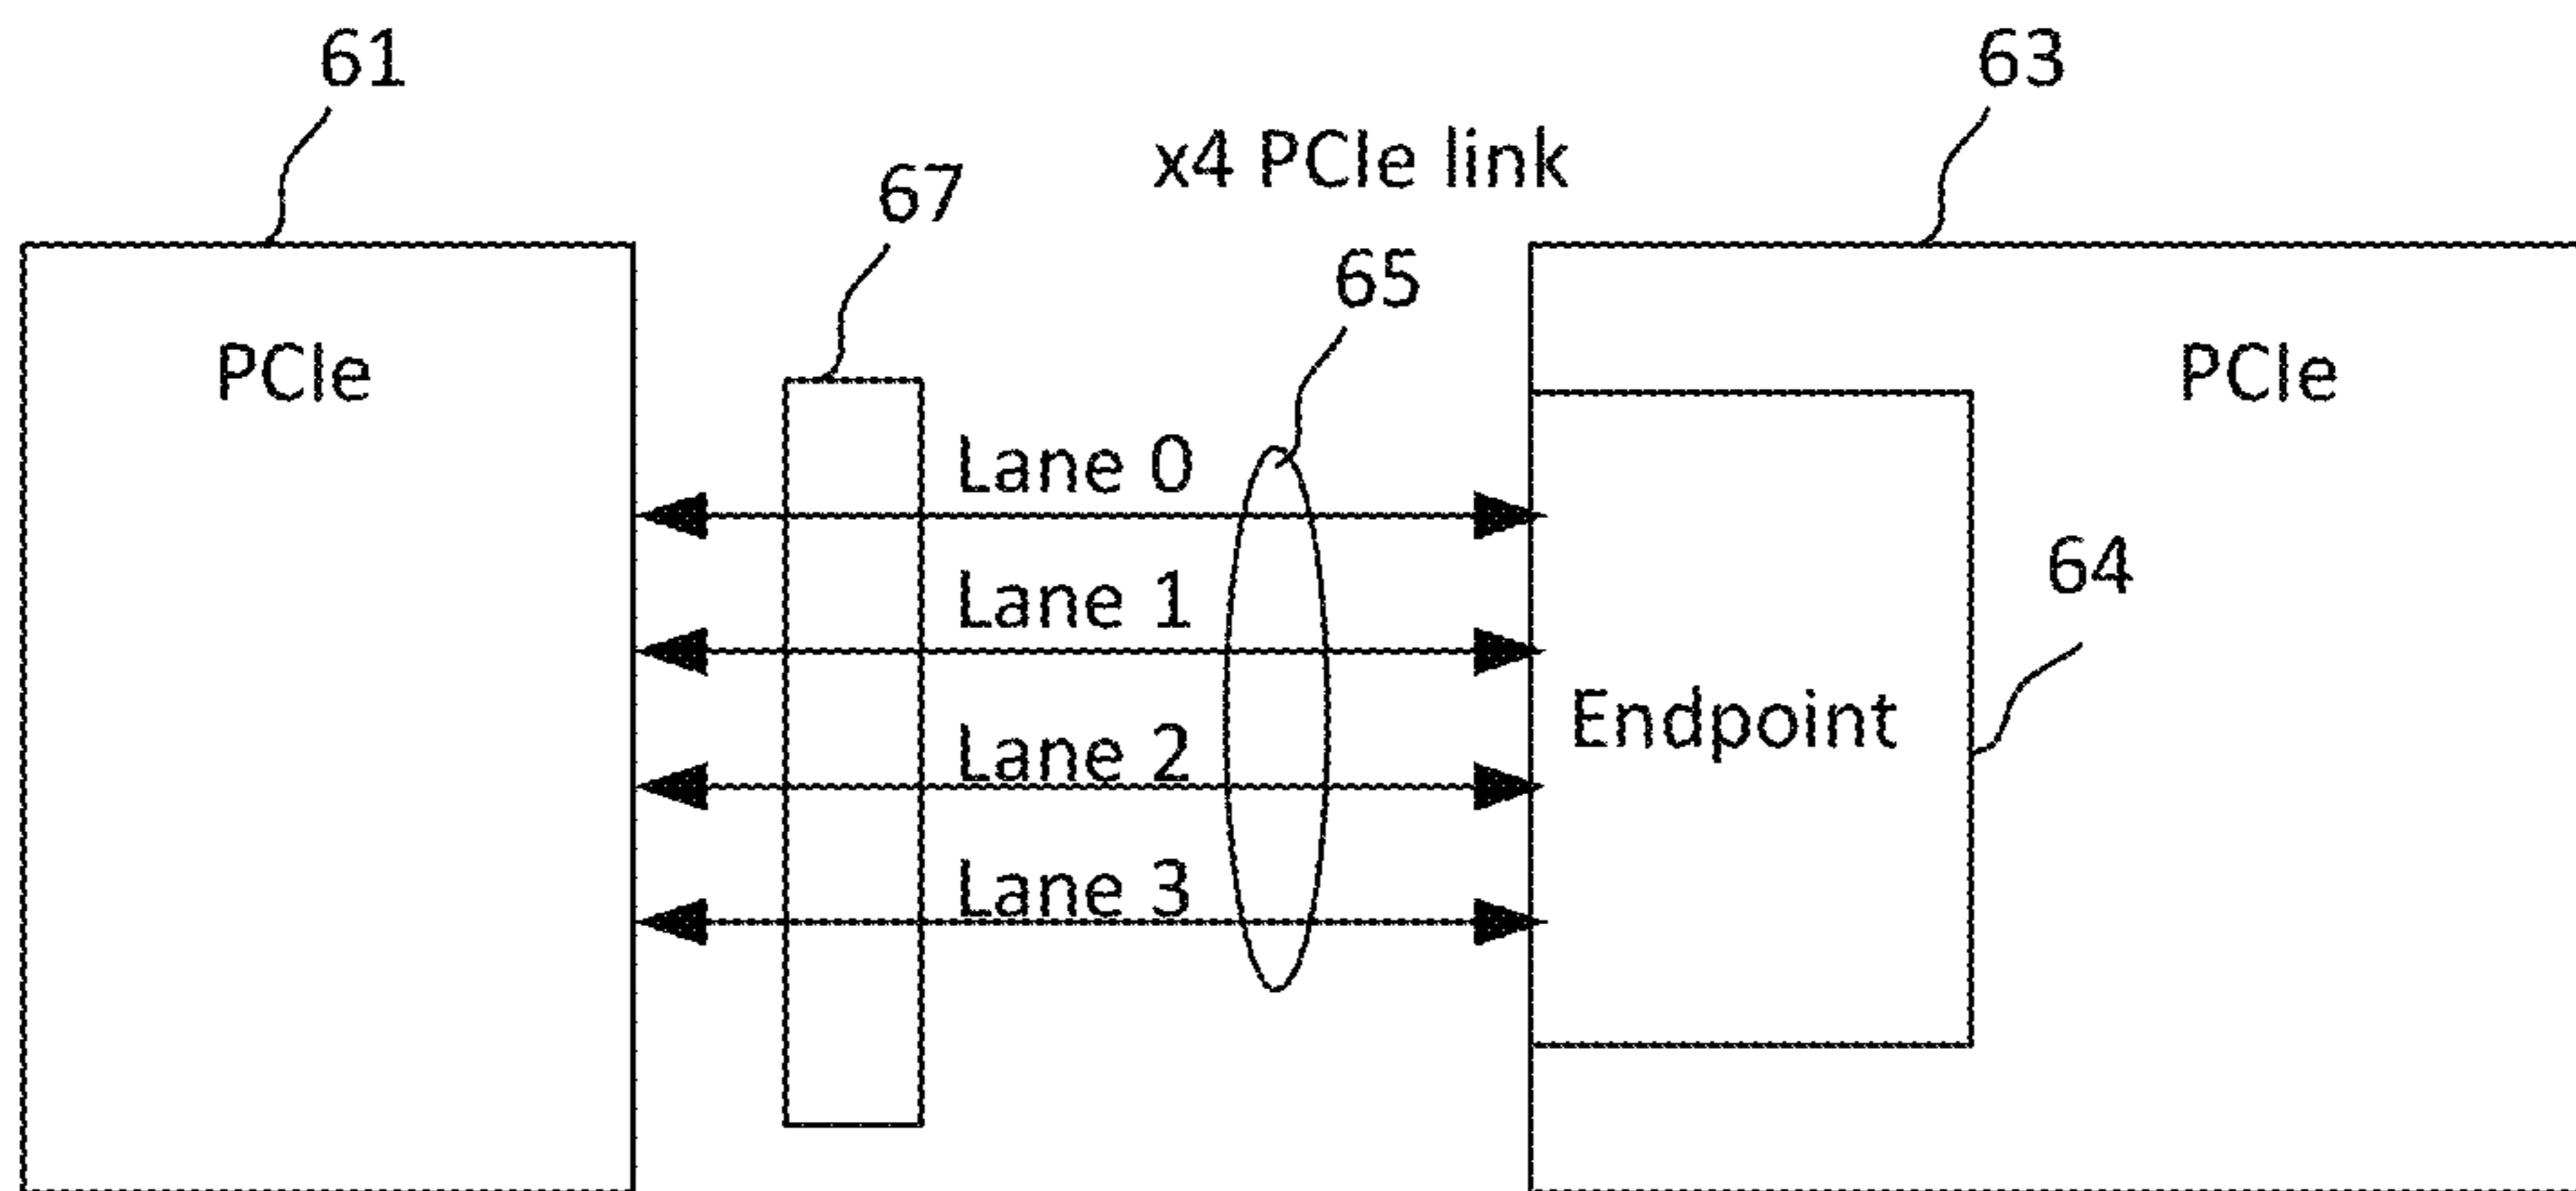 61
63
x4 PCIe link
67
65
PCIe
PCIe
Lane 0
Lane 1
64
Endpoint
Lane 2
Lane 3